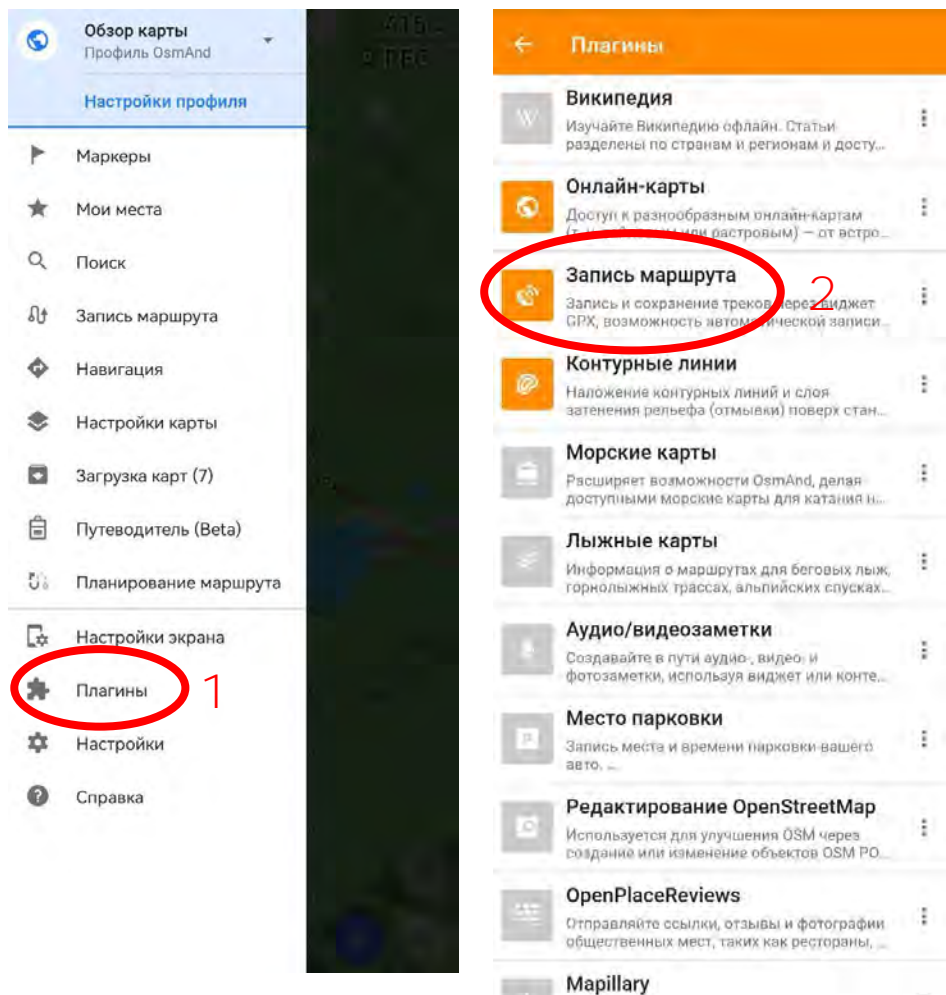 Обзор карты
Профиль OsmAnd
Настройки профиля
Маркеры
Мои места
Поиск
Запись маршрута
Навигация
Настройки карты
Загрузка карт (7)
Путеводитель (Beta)
Планирование маршрута
Настройки экрана
Плагины
1
Настройки
Справка
Плагины
Википедия
Изучайте Википедию офлайн. Статьи
разделены по странам и регионам и досту...
Онлайн-карты
Доступ к разнообразным онлайн-картам
или растровым) — от встро...
Запись маршрута
2
Запись и сохранение треков через виджет
GPX, возможность автоматической записи...
Контурные линии
Наложение контурных линий и слоя
затенения рельефа (отмывки) поверх стан...
Морские карты
Расширяет возможности OsmAnd, делая
доступными морские карты для катания н...
Лыжные карты
Информация о маршрутах для беговых лыж,
горнолыжных трассах, альпийских спусках...
Аудио/видеозаметки
Создавайте в пути аудио-, видео- и
фотозаметки, используя виджет или конте...
Место парковки
Запись места и времени парковки вашего
авто. ...
Редактирование OpenStreetMap
Используется для улучшения OSM через
создание или изменение объектов OSM PO...
OpenPlaceReviews
Отправляйте ссылки, отзывы и фотографии
общественных мест, таких как рестораны, ...
Mapillary